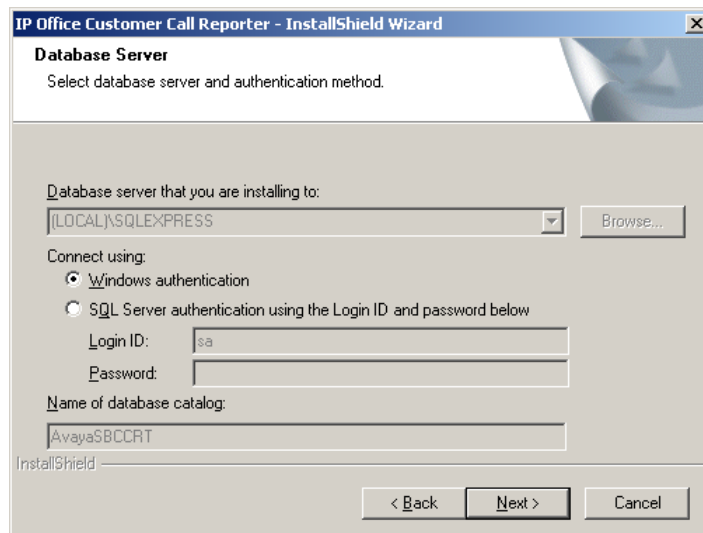 IP Office Customer Call Reporter - InstallShield Wizard
Database Server
Select database server and authentication method.
Database server that you are installing to:
(LOCAL)\SQLEXPRESS
Browse...
Connect using:
Windows authentication
SQL Server authentication using the Login ID and password below
Login ID:
sa
Password:
Name of database catalog:
AvayaSBCCRT
InstallShield
< Back
Next >
Cancel